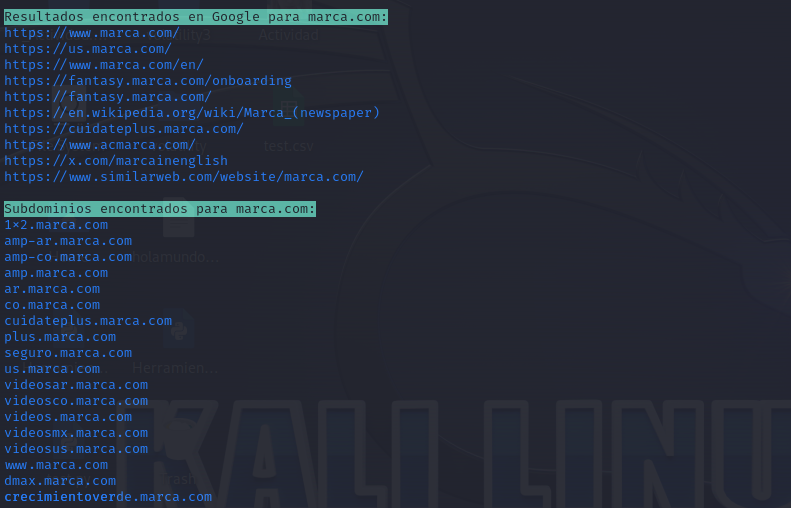 Resultados encontrados en Google para marca.com:
https://www.marca.com/
https://us.marca.com/
https://www.marca.com/en/
https://fantasy.marca.com/onboarding
https://fantasy.marca.com/
https://en.wikipedia.org/wiki/Marca_(newspaper)
https://cuidateplus.marca.com/
https://www.acmarca.com/
https://x.com/marcainenglish
https://www.similarweb.com/website/marca.com/
Subdominios encontrados para marca.com:
1×2.marca.com
amp-ar.marca.com
amp-co.marca.com
amp.marca.com
ar.marca.com
co.marca.com
cuidateplus.marca.com
plus.marca.com
seguro.marca.com
us.marca.com
videosar.marca.com
videosco.marca.com
videos.marca.com
videosmx.marca.com
videosus.marca.com
www.marca.com
dmax.marca.com
crecimientoverde.marca.com
Actividad
test.csv
Herramien...
KALI LINU